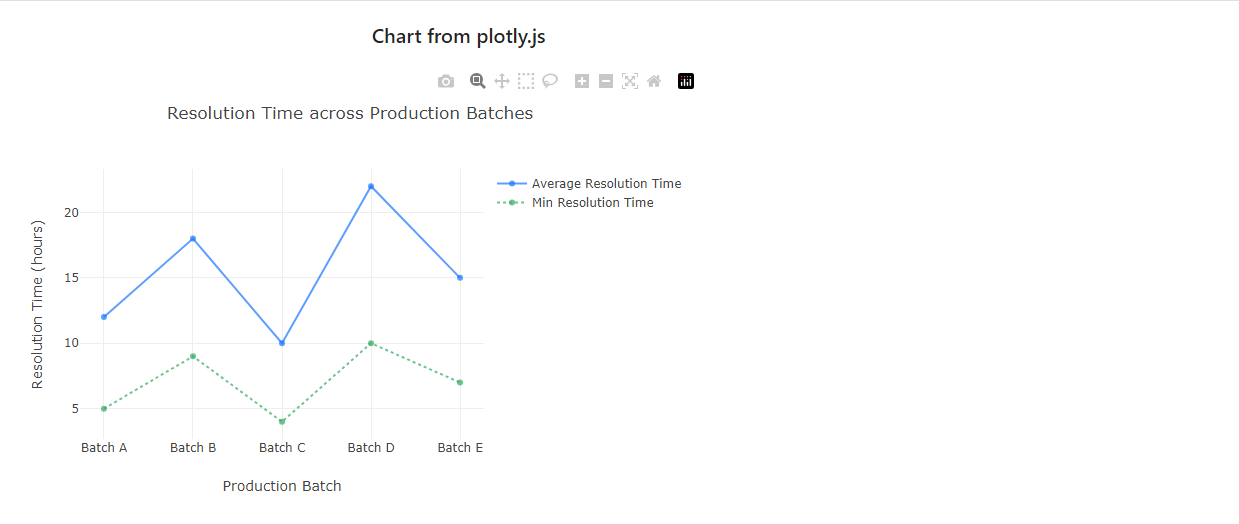 Chart from plotly.js
Resolution Time across Production Batches
Average Resolution Time
Min Resolution Time
Resolution Time (hours)
20
15
10
5
Batch A Batch B Batch C Batch D Batch E
Production Batch